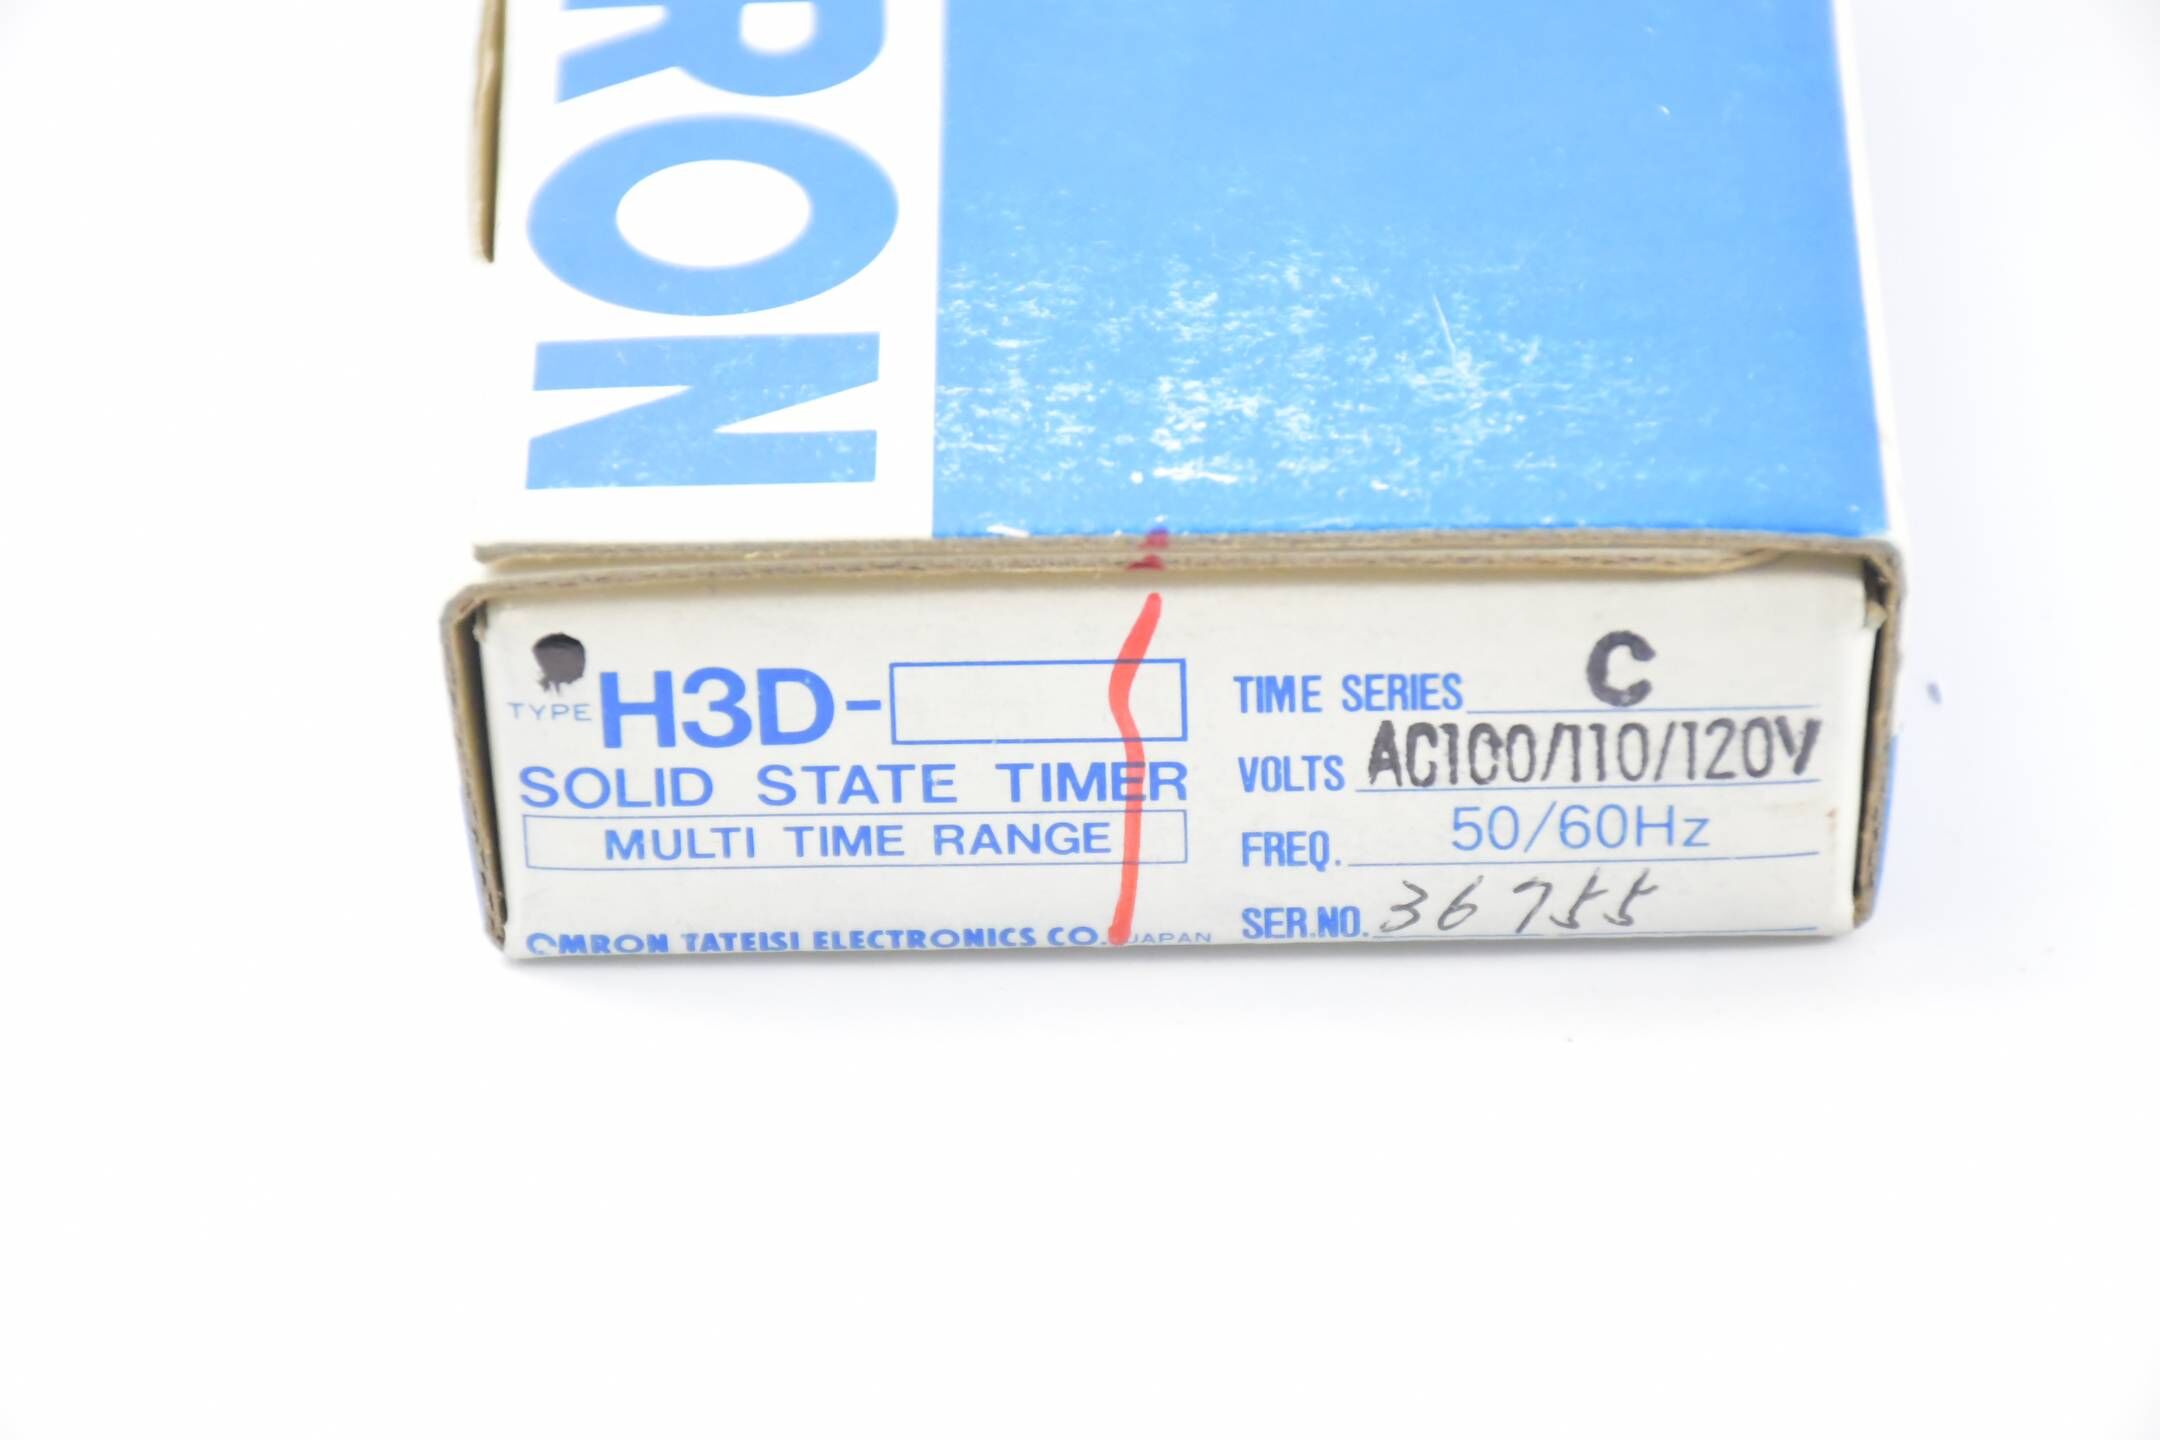 RON
TYPE H3D-
SOLID STATE TIMER
MULTI TIME RANGE
OMRON TATEISI ELECTRONICS CO. JAPAN
TIME SERIES C
VOLTS AC100/110/120V
FREQ. 50/60Hz
SER.NO. 36755